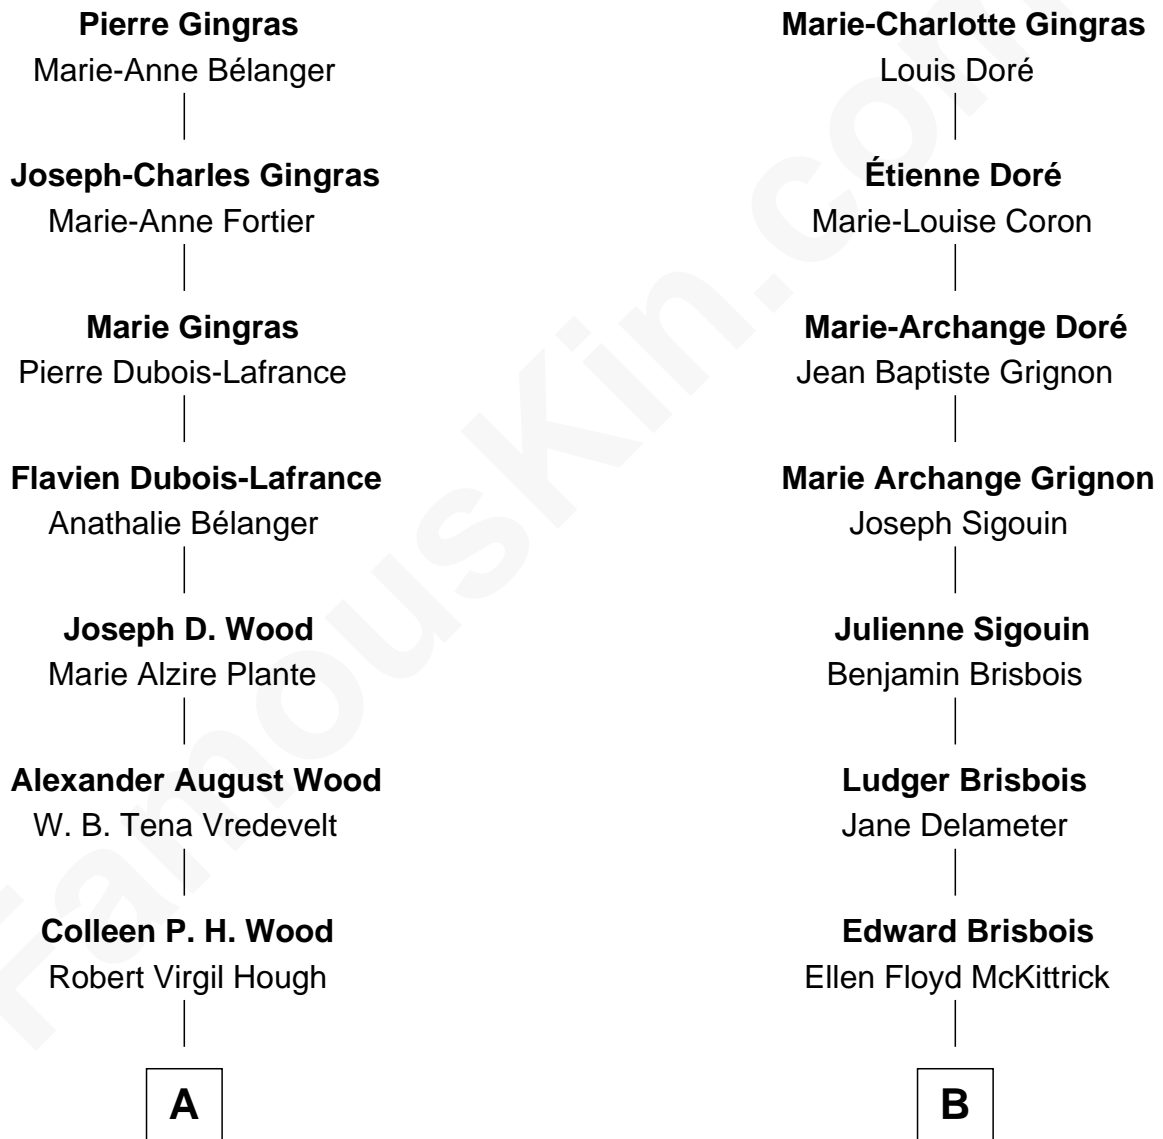 Pierre Gingras
Marie-Anne Bélanger
Joseph-Charles Gingras
Marie-Anne Fortier
Marie Gingras
Pierre Dubois-Lafrance
Flavien Dubois-Lafrance
Anathalie Bélanger
Joseph D. Wood
Marie Alzire Plante
Alexander August Wood
W. B. Tena Vredevelt
Colleen P. H. Wood
Robert Virgil Hough
A
Marie-Charlotte Gingras
Louis Doré
Étienne Doré
Marie-Louise Coron
Marie-Archange Doré
Jean Baptiste Grignon
Marie Archange Grignon
Joseph Sigouin
Julienne Sigouin
Benjamin Brisbois
Ludger Brisbois
Jane Delameter
Edward Brisbois
Ellen Floyd McKittrick
B
FamousKin.com